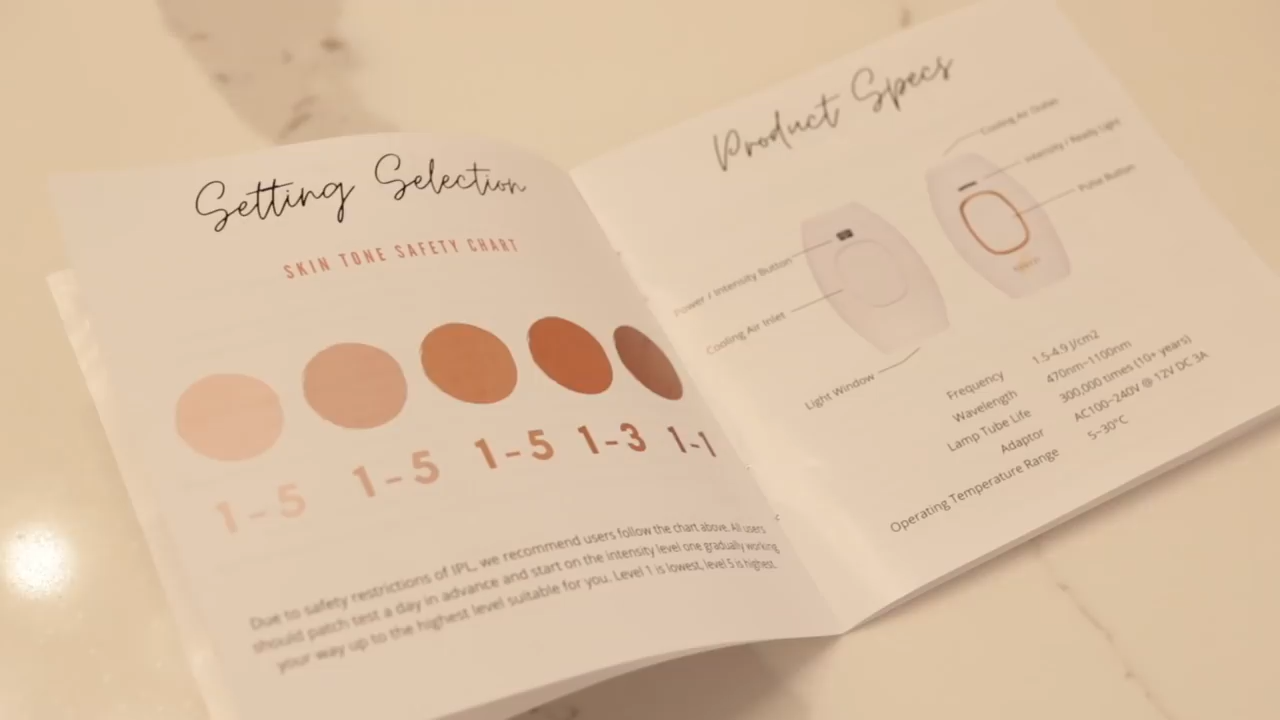 Setting Selection
SKIN TONE SAFETY CHART
1-5 1-5 1-5 1-3 1-1
Due to safety restrictions of IPL, we recommend users follow the chart above. All users
should patch test a day in advance and start on the intensity level one gradually working
your way up to the highest level suitable for you. Level 1 is lowest, level 5 is highest.
Product Specs
Cooling Air Outlet
Intensity / Ready Light
Pulse Button
Power / Intensity Button
Cooling Air Inlet
Light Window
Frequency 1.5-4.9 J/cm2
Wavelength 470nm~1100nm
Lamp Tube Life 300,000 times (10+ years)
Adaptor AC100~240V @ 12V DC 3A
Operating Temperature Range 5~30°C